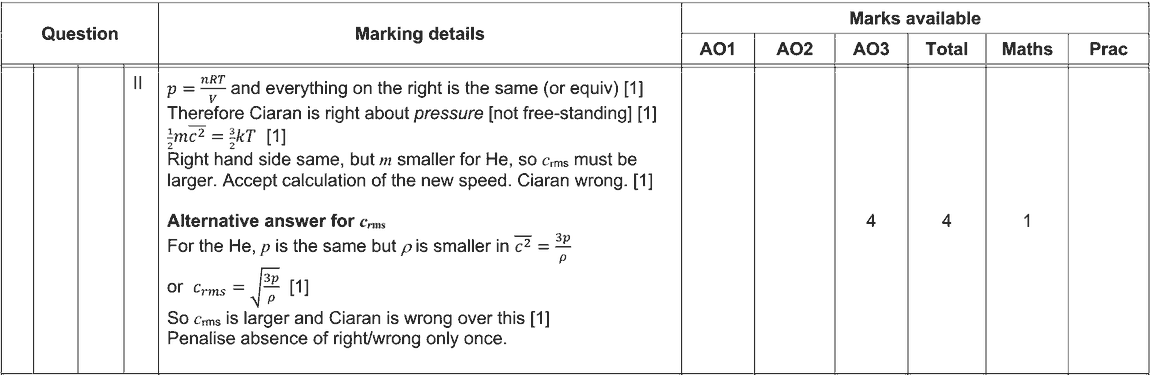 Question Marking details Marks available
AO1 AO2 AO3 Total Maths Prac
II p = nRT/V and everything on the right is the same (or equiv) [1]
Therefore Ciaran is right about pressure [not free-standing] [1]
½mc̅² = 3/2kT [1]
Right hand side same, but m smaller for He, so c_rms must be
larger. Accept calculation of the new speed. Ciaran wrong. [1]
Alternative answer for c_rms
4 4 1
For the He, p is the same but ρ is smaller in c̅² = 3p/ρ
or c_rms = √(3p/ρ) [1]
So c_rms is larger and Ciaran is wrong over this [1]
Penalise absence of right/wrong only once.